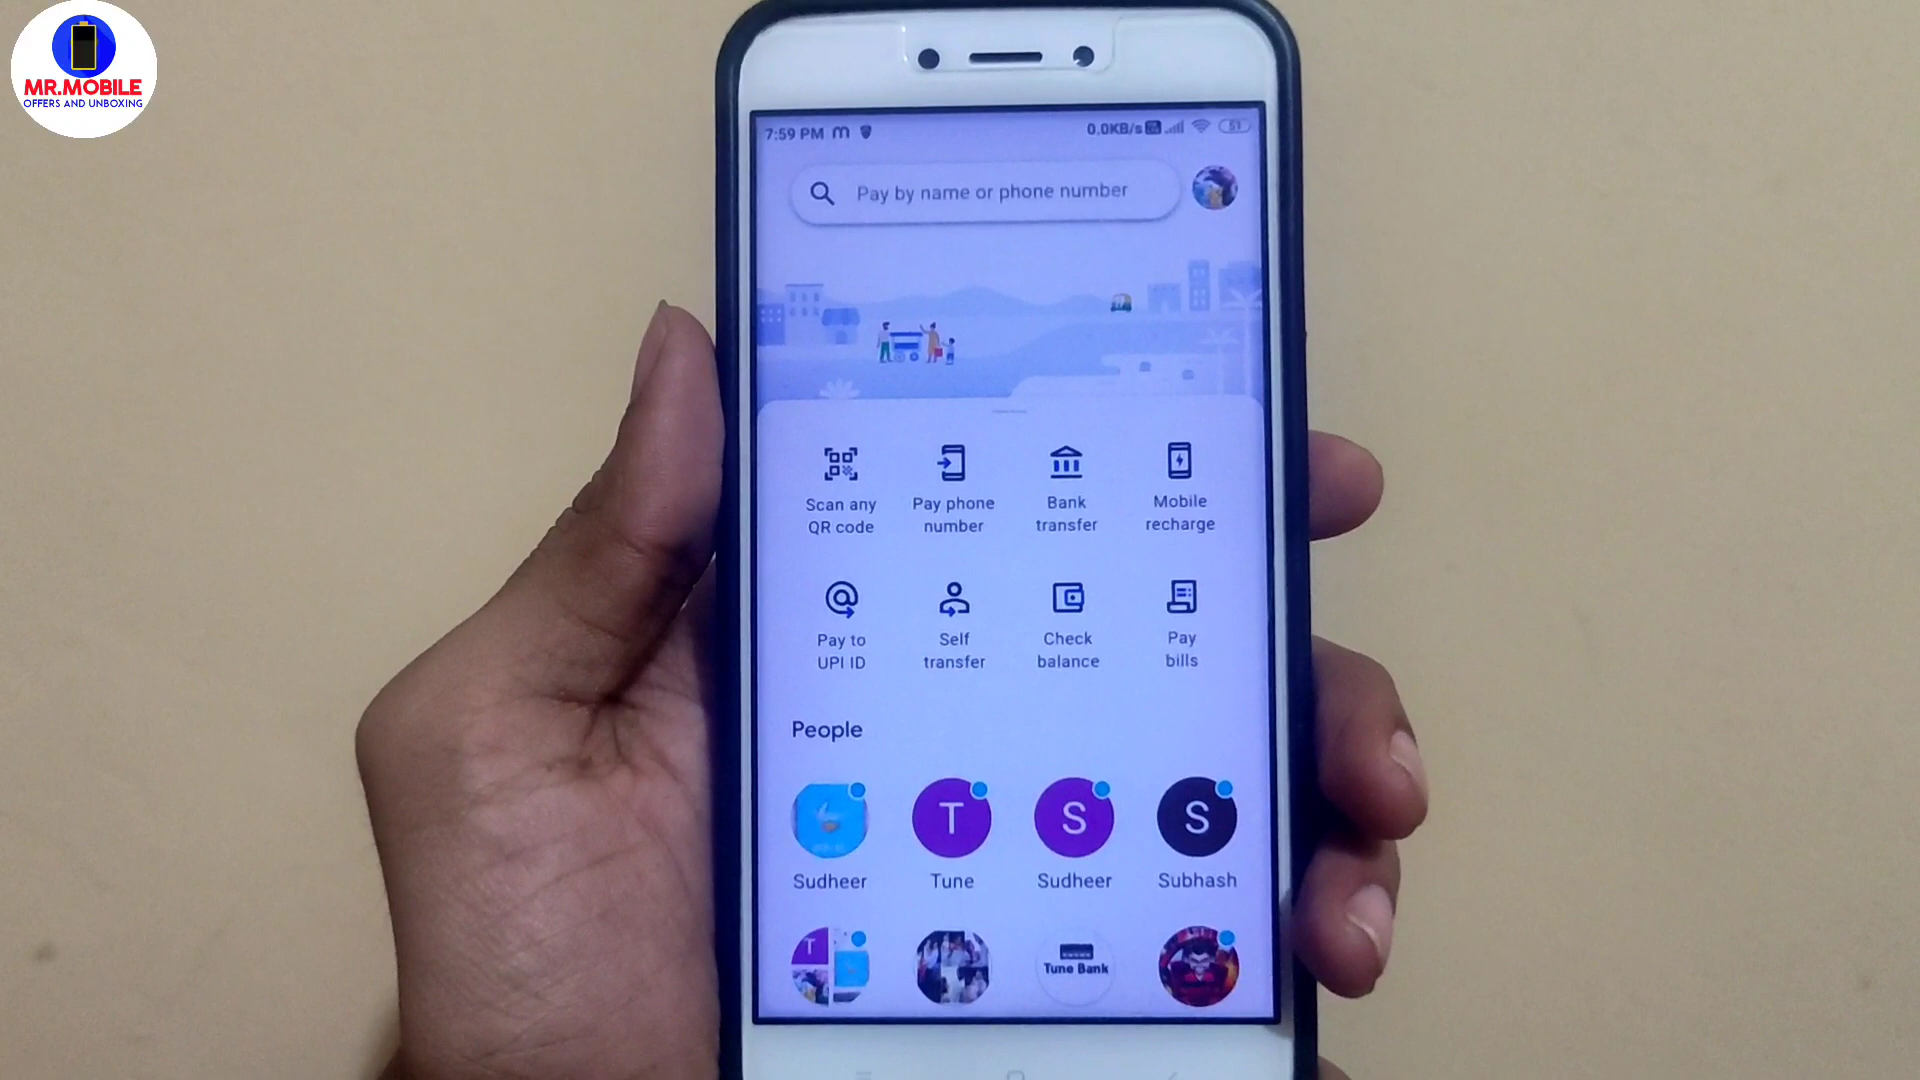 MR.MOBILE
OFFERS AND UNBOXING
7:59 PM
0.0KB/s
51
Pay by name or phone number
Scan any
QR code
Pay phone
number
Bank
transfer
Mobile
recharge
Pay to
UPI ID
Self
transfer
Check
balance
Pay
bills
People
T
S
S
Sudheer
Tune
Sudheer
Subhash
T
Tune Bank